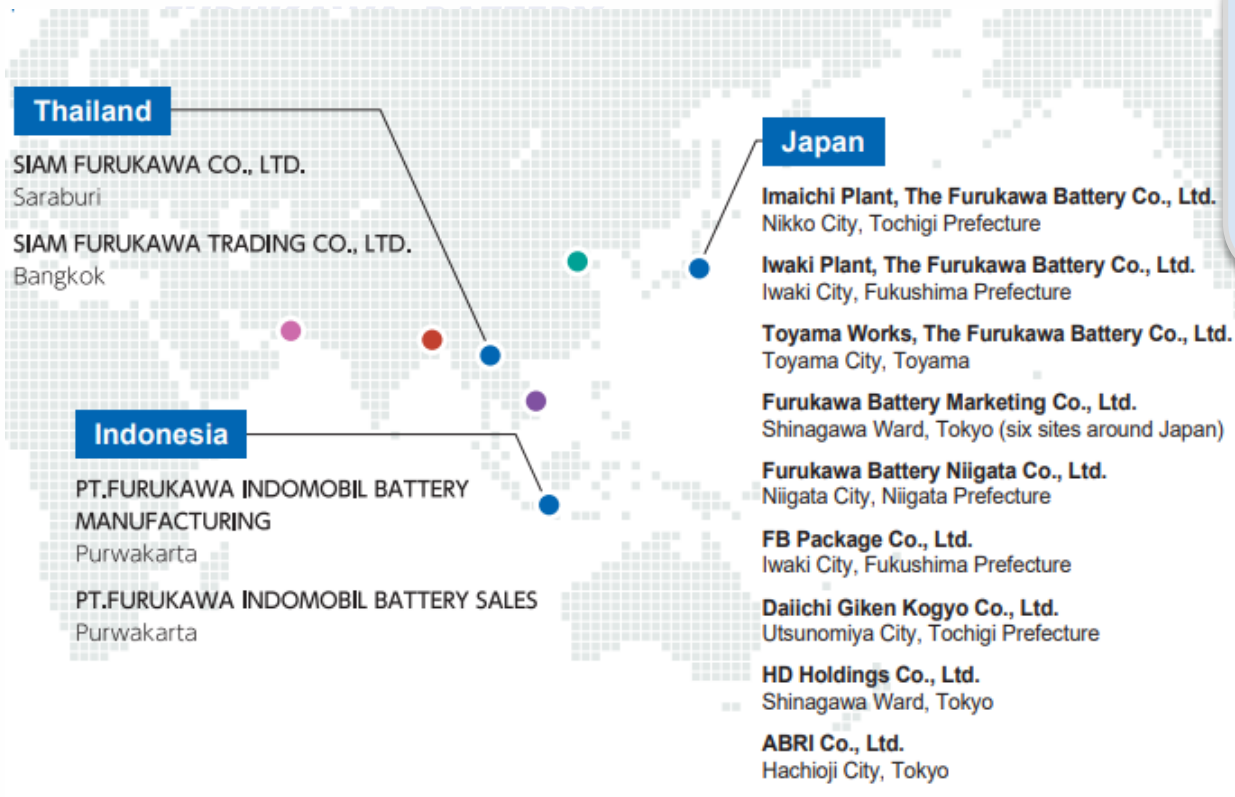 Thailand
SIAM FURUKAWA CO., LTD.
Saraburi
SIAM FURUKAWA TRADING CO., LTD.
Bangkok
Indonesia
PT.FURUKAWA INDOMOBIL BATTERY
MANUFACTURING
Purwakarta
PT.FURUKAWA INDOMOBIL BATTERY SALES
Purwakarta
Japan
Imaichi Plant, The Furukawa Battery Co., Ltd.
Nikko City, Tochigi Prefecture
Iwaki Plant, The Furukawa Battery Co., Ltd.
Iwaki City, Fukushima Prefecture
Toyama Works, The Furukawa Battery Co., Ltd.
Toyama City, Toyama
Furukawa Battery Marketing Co., Ltd.
Shinagawa Ward, Tokyo (six sites around Japan)
Furukawa Battery Niigata Co., Ltd.
Niigata City, Niigata Prefecture
FB Package Co., Ltd.
Iwaki City, Fukushima Prefecture
Daiichi Giken Kogyo Co., Ltd.
Utsunomiya City, Tochigi Prefecture
HD Holdings Co., Ltd.
Shinagawa Ward, Tokyo
ABRI Co., Ltd.
Hachioji City, Tokyo